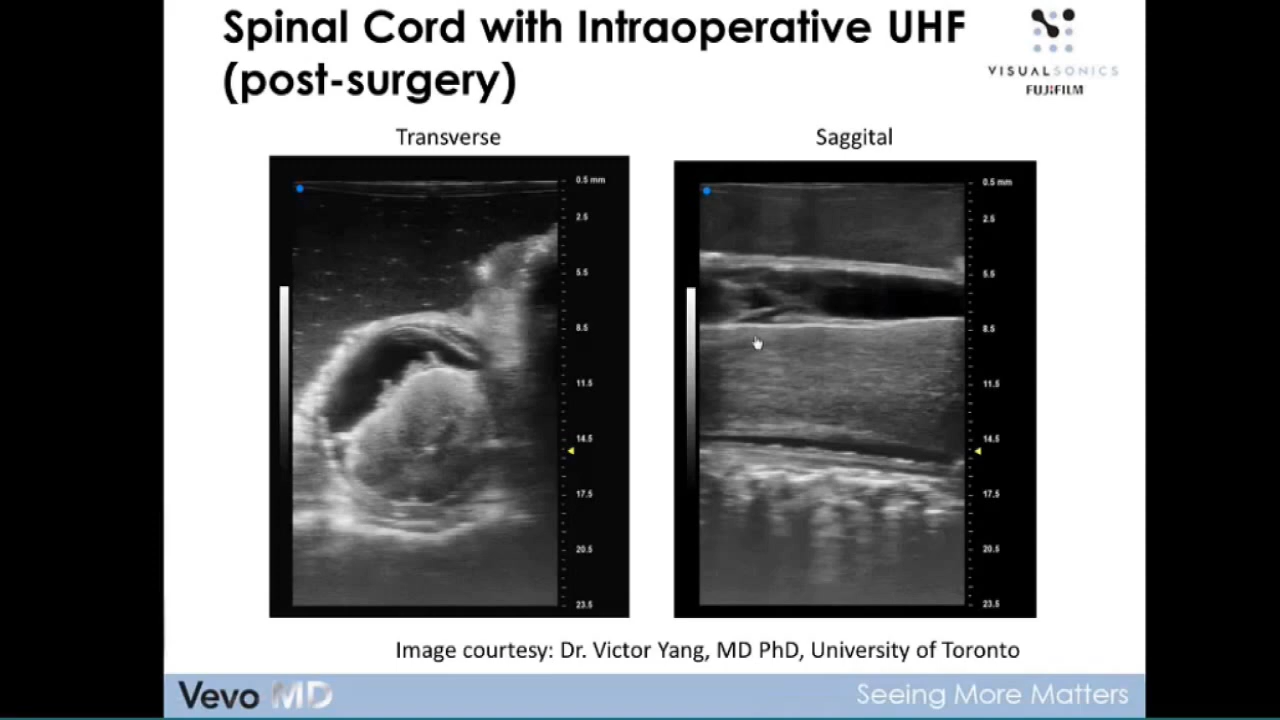 Spinal Cord with Intraoperative UHF
(post-surgery)
VISUALSONICS
FUJIFILM
Transverse
Saggital
0.5 mm
2.5
5.5
8.5
11.5
14.5
17.5
20.5
23.5
0.5 mm
2.5
5.5
8.5
11.5
14.5
17.5
20.5
23.5
Image courtesy: Dr. Victor Yang, MD PhD, University of Toronto
Vevo MD
Seeing More Matters